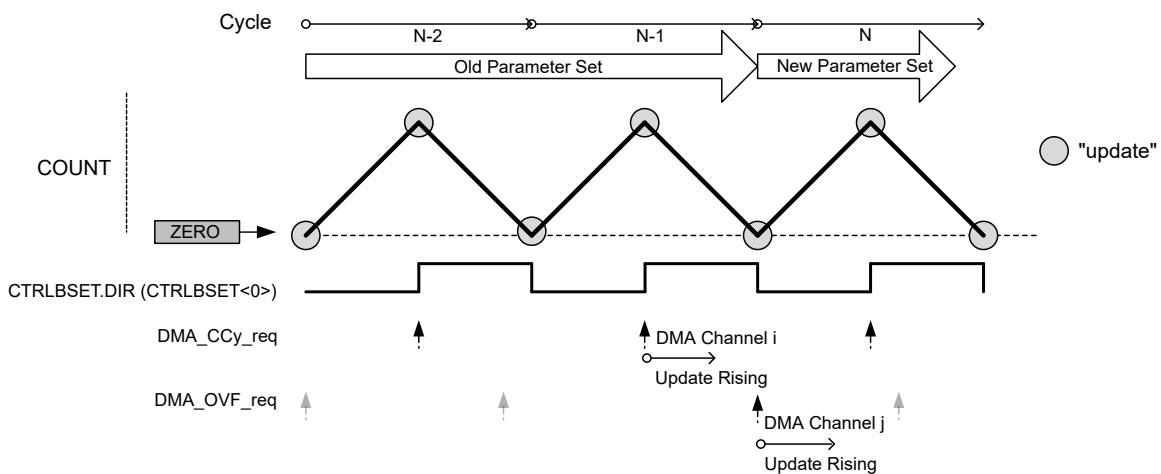 Cycle
N-2
N-1
N
Old Parameter Set
New Parameter Set
COUNT
"update"
ZERO
CTRLBSET.DIR (CTRLBSET<0>)
DMA_CCy_req
DMA Channel i
Update Rising
DMA_OVF_req
DMA Channel j
Update Rising